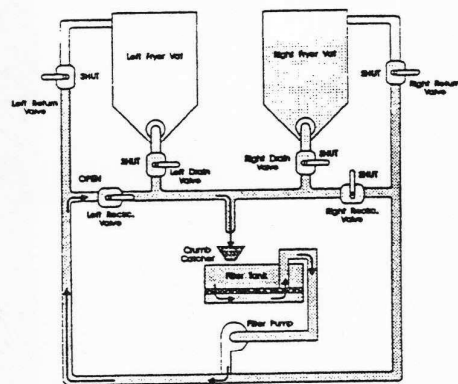 Left Fryer Vat
Right Fryer Vat
SHUT
Left Return
Valve
SHUT
Right Return
Valve
SHUT
Left Drain
Valve
Right Drain
Valve
SHUT
SHUT
OPEN
Left Recirc.
Valve
Right Recirc.
Valve
Crumb
Catcher
Filter Tank
Filter Pump